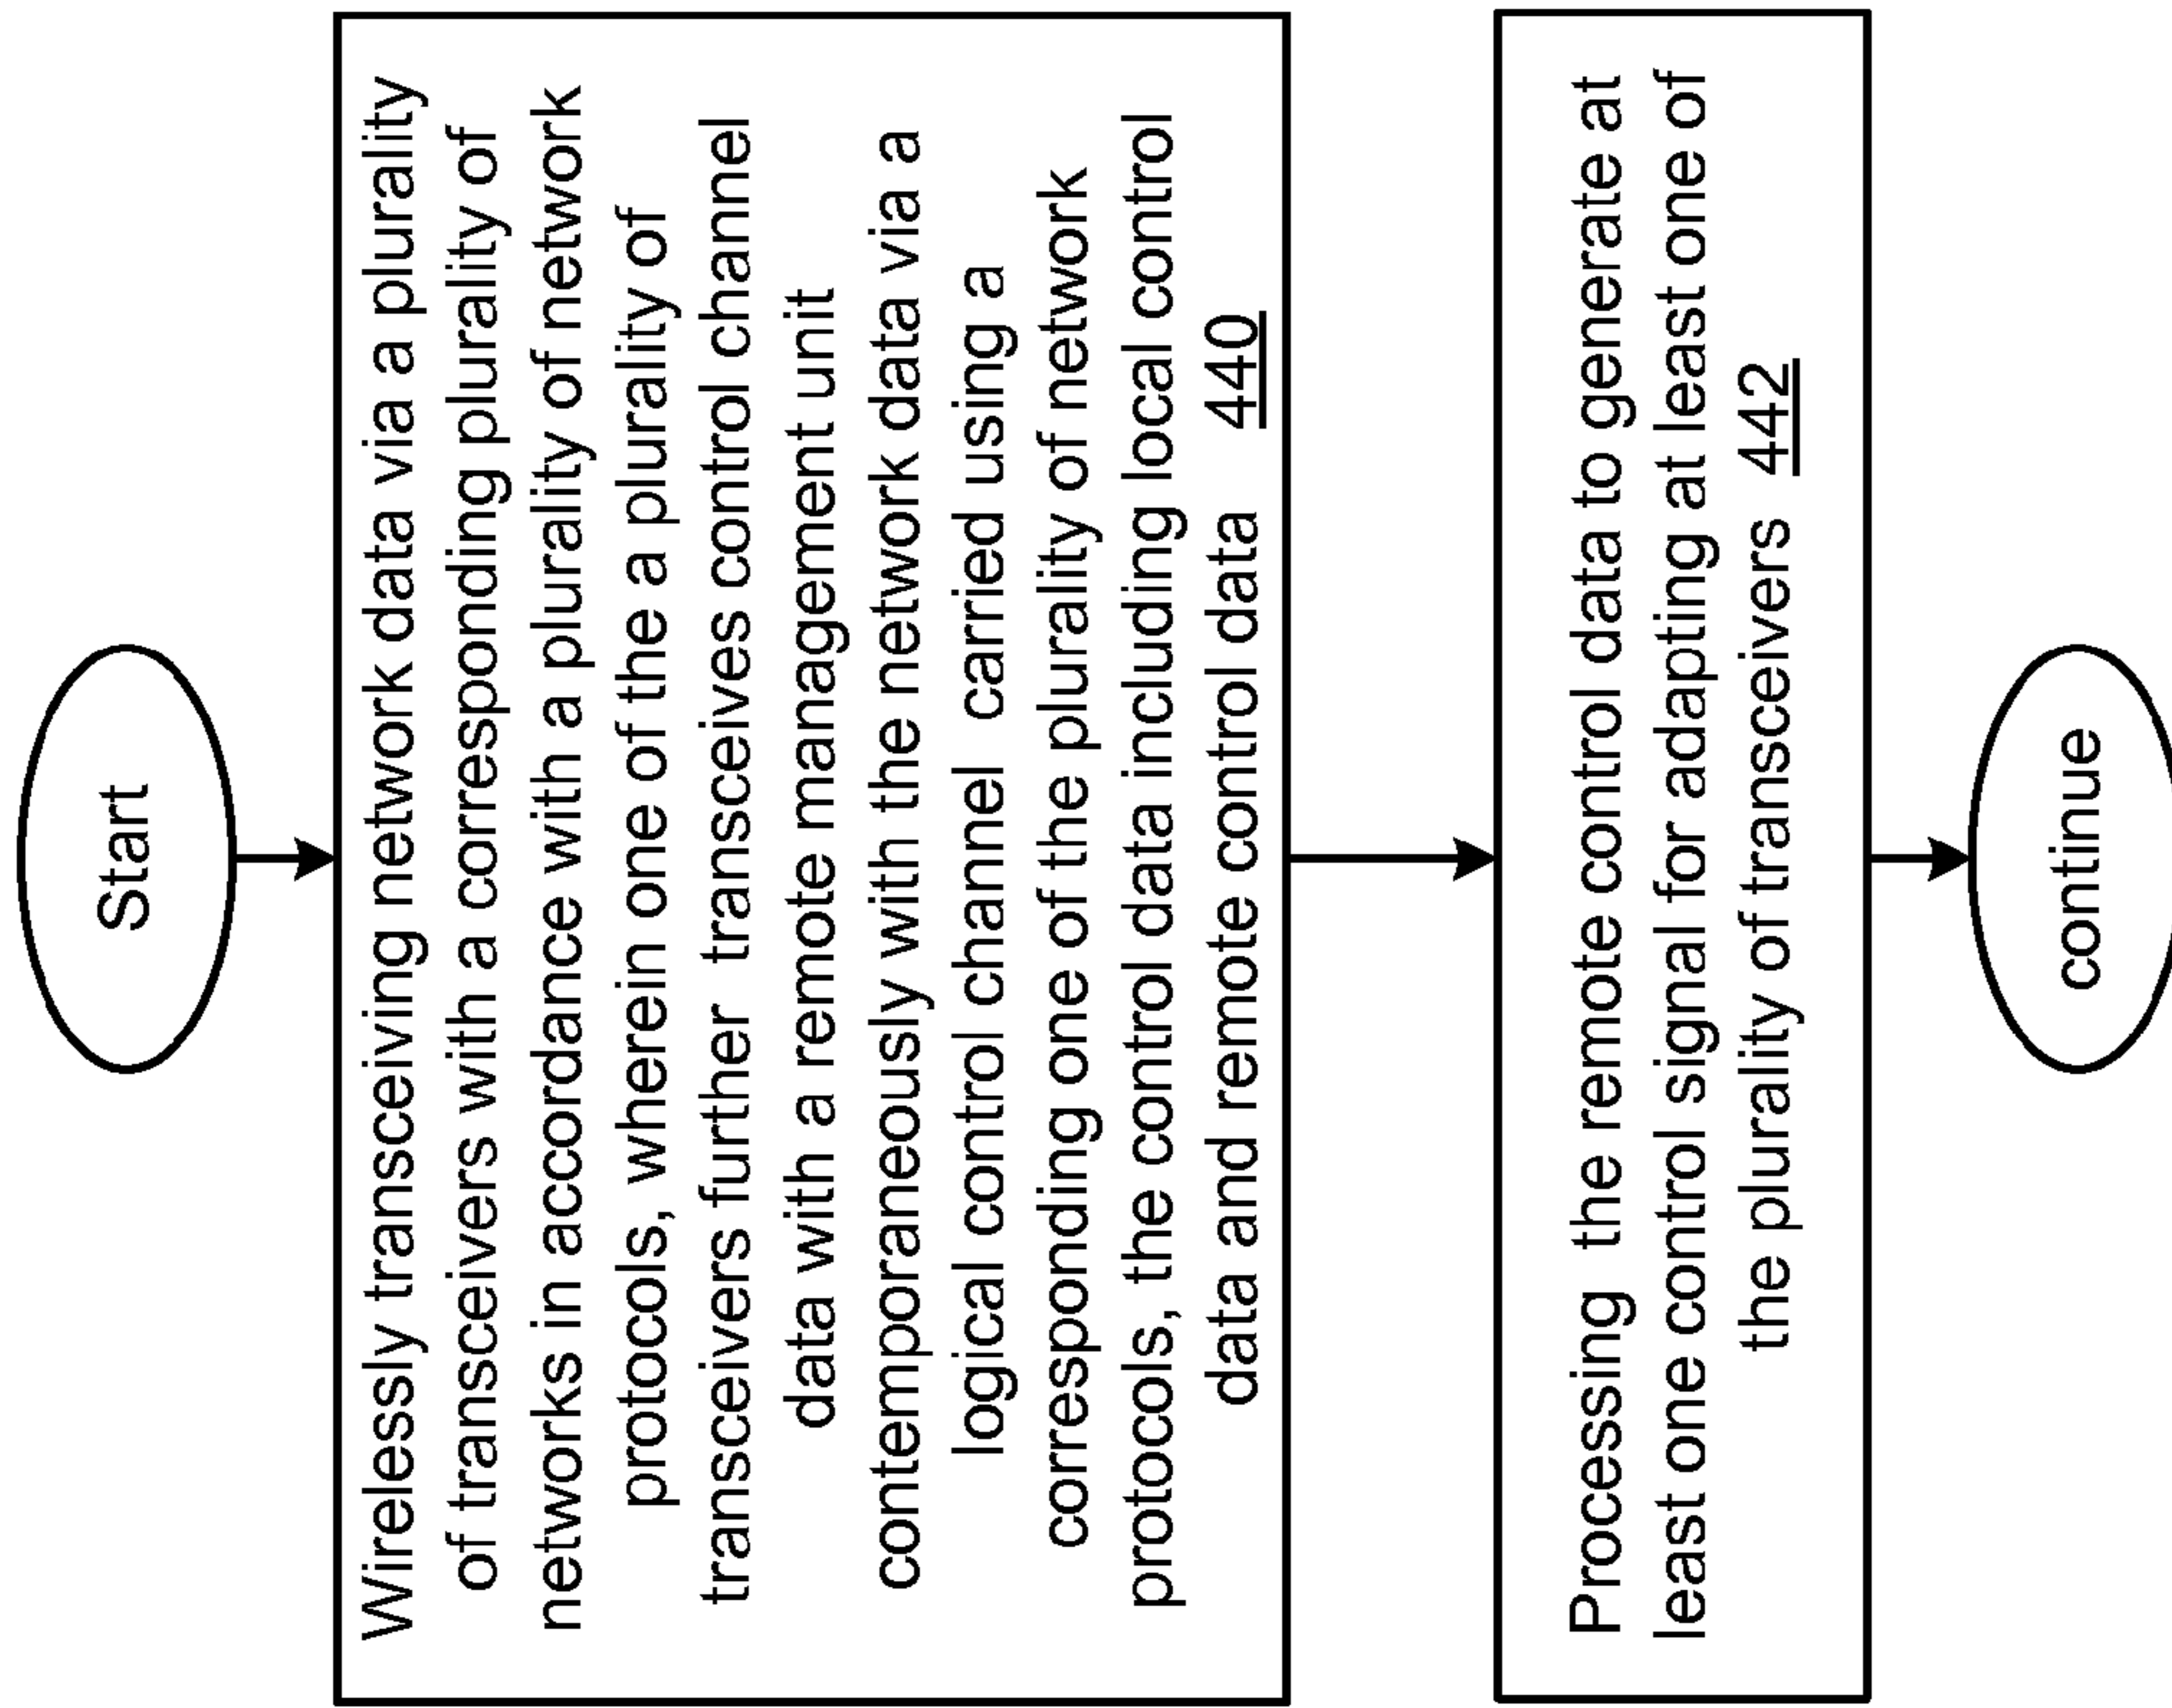 Start
Wirelessly transceiving network data via a plurality
of transceivers with a corresponding plurality of
networks in accordance with a plurality of network
protocols, wherein one of the a plurality of
transceivers further transceives control channel
data with a remote management unit
contemporaneously with the network data via a
logical control channel carried using a
corresponding one of the plurality of network
protocols, the control data including local control
data and remote control data 440
Processing the remote control data to generate at
least one control signal for adapting at least one of
the plurality of transceivers 442
continue